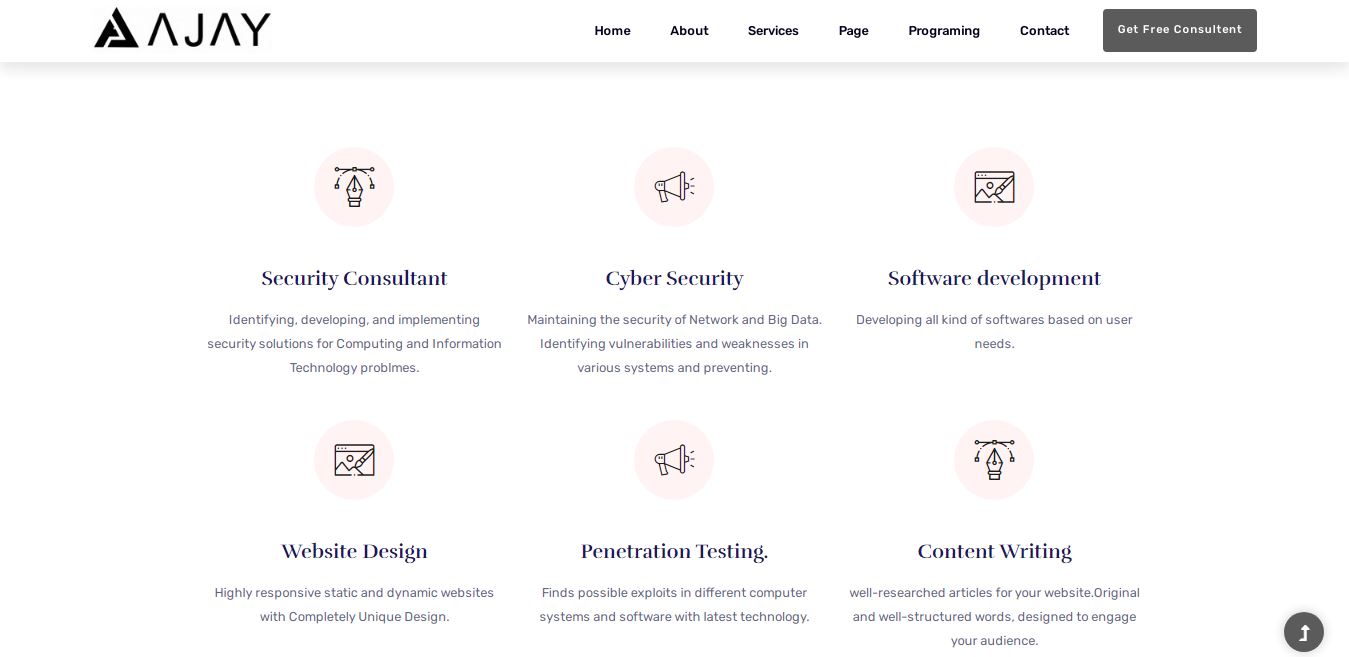 AJAY
Home About Services Page Programing Contact Get Free Consultent
Security Consultant
Identifying, developing, and implementing
security solutions for Computing and Information
Technology problmes.
Cyber Security
Maintaining the security of Network and Big Data.
Identifying vulnerabilities and weaknesses in
various systems and preventing.
Software development
Developing all kind of softwares based on user
needs.
Website Design
Highly responsive static and dynamic websites
with Completely Unique Design.
Penetration Testing.
Finds possible exploits in different computer
systems and software with latest technology.
Content Writing
well-researched articles for your website.Original
and well-structured words, designed to engage
your audience.